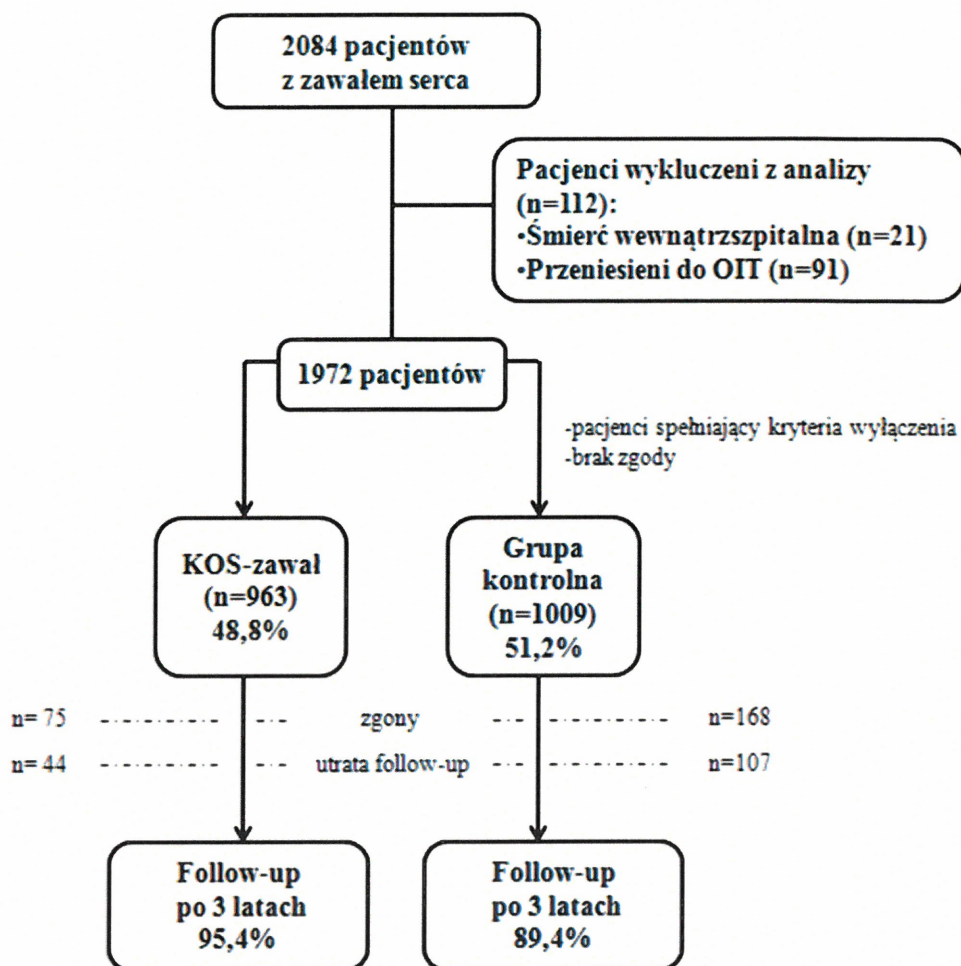 2084 pacjentów
z zawałem serca
Pacjenci wykluczeni z analizy
(n=112):
•Śmierć wewnątrzszpitalna (n=21)
•Przeniesieni do OIT (n=91)
1972 pacjentów
-pacjenci spełniający kryteria wyłączenia
-brak zgody
KOS-zawał
(n=963)
48,8%
Grupa
kontrolna
(n=1009)
51,2%
n= 75 zgony n=168
n= 44 utrata follow-up n=107
Follow-up
po 3 latach
95,4%
Follow-up
po 3 latach
89,4%